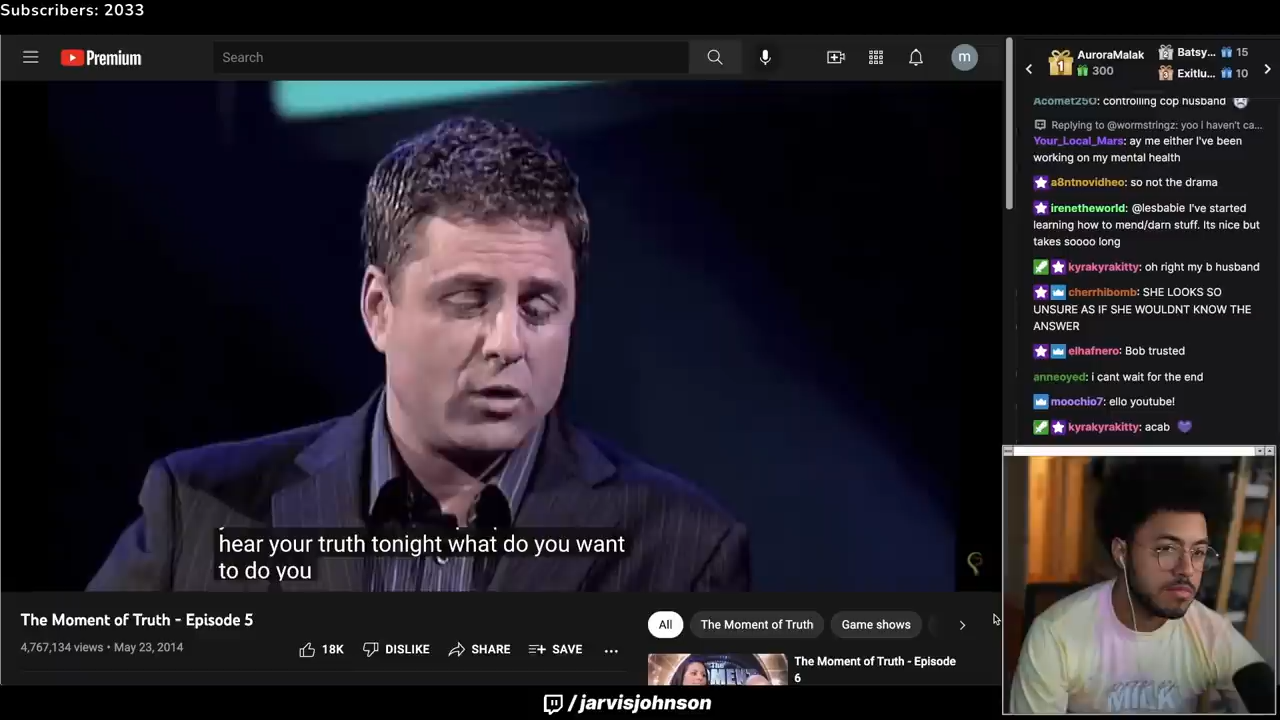 Subscribers: 2033
Premium
Search
m
hear your truth tonight what do you want
to do you
The Moment of Truth - Episode 5
4,767,134 views • May 23, 2014
18K
DISLIKE
SHARE
SAVE
All
The Moment of Truth
Game shows
The Moment of Truth - Episode
6
AuroraMalak
300
Batsy... 15
Exitlu... 10
1
Acomet25O: controlling cop husband
Replying to @wormstringz: yoo i haven't ca...
Your_Local_Mars: ay me either I've been
working on my mental health
a8ntnovidheo: so not the drama
irenetheworld: @lesbabie I've started
learning how to mend/darn stuff. Its nice but
takes soooo long
kyrakyrakitty: oh right my b husband
cherrhibomb: SHE LOOKS SO
UNSURE AS IF SHE WOULDNT KNOW THE
ANSWER
elhafnero: Bob trusted
anneoyed: i cant wait for the end
moochio7: ello youtube!
kyrakyrakitty: acab
MILK
/jarvisjohnson